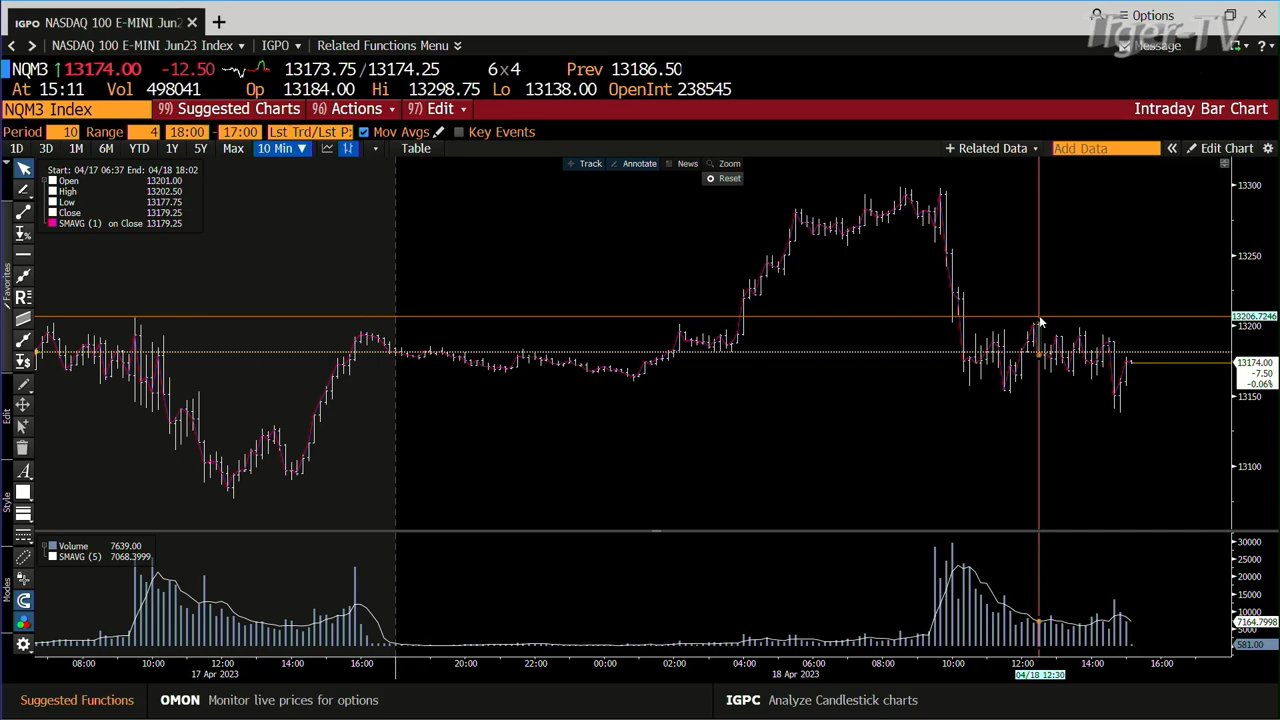 IGPO NASDAQ 100 E-MINI Jun2
Options
Tiger-TV
NASDAQ 100 E-MINI Jun23 Index IGPO Related Functions Menu
Message
NQM3 ↑13174.00 -12.50 13173.75/13174.25 6x4 Prev 13186.50
At 15:11 Vol 498041 Op 13184.00 Hi 13298.75 Lo 13138.00 OpenInt 238545
NQM3 Index 99) Suggested Charts 96) Actions 97) Edit Intraday Bar Chart
Period 10 Range 4 18:00 - 17:00 Lst Trd/Lst P Mov Avgs Key Events
1D 3D 1M 6M YTD 1Y 5Y Max 10 Min ▼ Table + Related Data Add Data « Edit Chart
Track Annotate News Zoom
Reset
Start: 04/17 06:37 End: 04/18 18:02
Open 13201.00
High 13202.50
Low 13177.75
Close 13179.25
SMAVG (1) on Close 13179.25
13300
13250
13206.7246
13200
13174.00
-7.50
-0.06%
13150
13100
Favorites
Edit
Style
Modes
Volume 7639.00
SMAVG (5) 7068.3999
30000
25000
20000
15000
10000
7164.7998
5000
581.00
08:00 10:00 12:00 14:00 16:00 20:00 22:00 00:00 02:00 04:00 06:00 08:00 10:00 12:00 14:00 16:00
17 Apr 2023 18 Apr 2023 04/18 12:30
Suggested Functions OMON Monitor live prices for options IGPC Analyze Candlestick charts